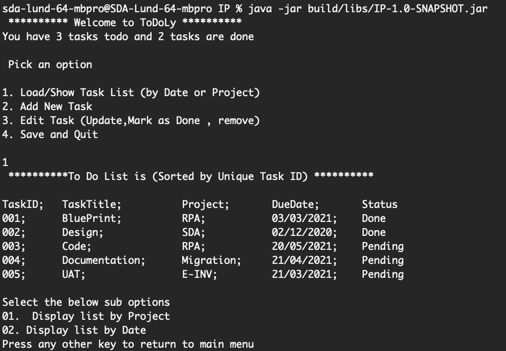 sda-lund-64-mbpro@SDA-Lund-64-mbpro IP % java -jar build/libs/IP-1.0-SNAPSHOT.jar
********** Welcome to ToDoLy **********
You have 3 tasks todo and 2 tasks are done
Pick an option
1. Load/Show Task List (by Date or Project)
2. Add New Task
3. Edit Task (Update,Mark as Done , remove)
4. Save and Quit
1
**********To Do List is (Sorted by Unique Task ID) **********
TaskID; TaskTitle; Project; DueDate; Status
001; BluePrint; RPA; 03/03/2021; Done
002; Design; SDA; 02/12/2020; Done
003; Code; RPA; 20/05/2021; Pending
004; Documentation; Migration; 21/04/2021; Pending
005; UAT; E-INV; 21/03/2021; Pending
Select the below sub options
01. Display list by Project
02. Display list by Date
Press any other key to return to main menu